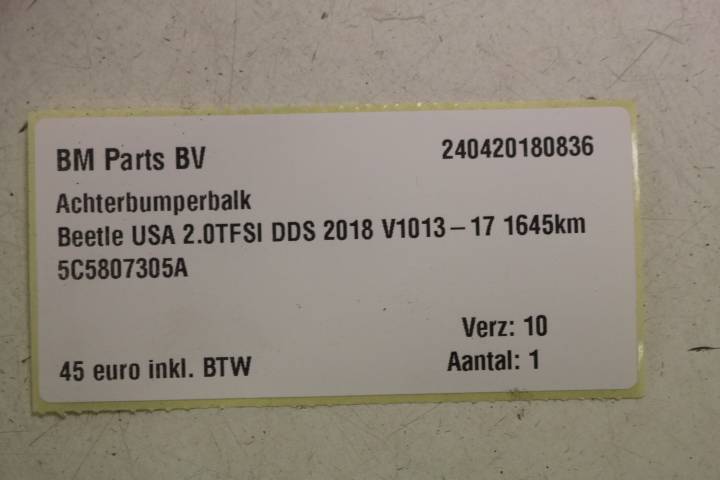 BM Parts BV 240420180836
Achterbumperbalk
Beetle USA 2.0TFSI DDS 2018 V1013-17 1645km
5C5807305A
Verz: 10
45 euro inkl. BTW Aantal: 1